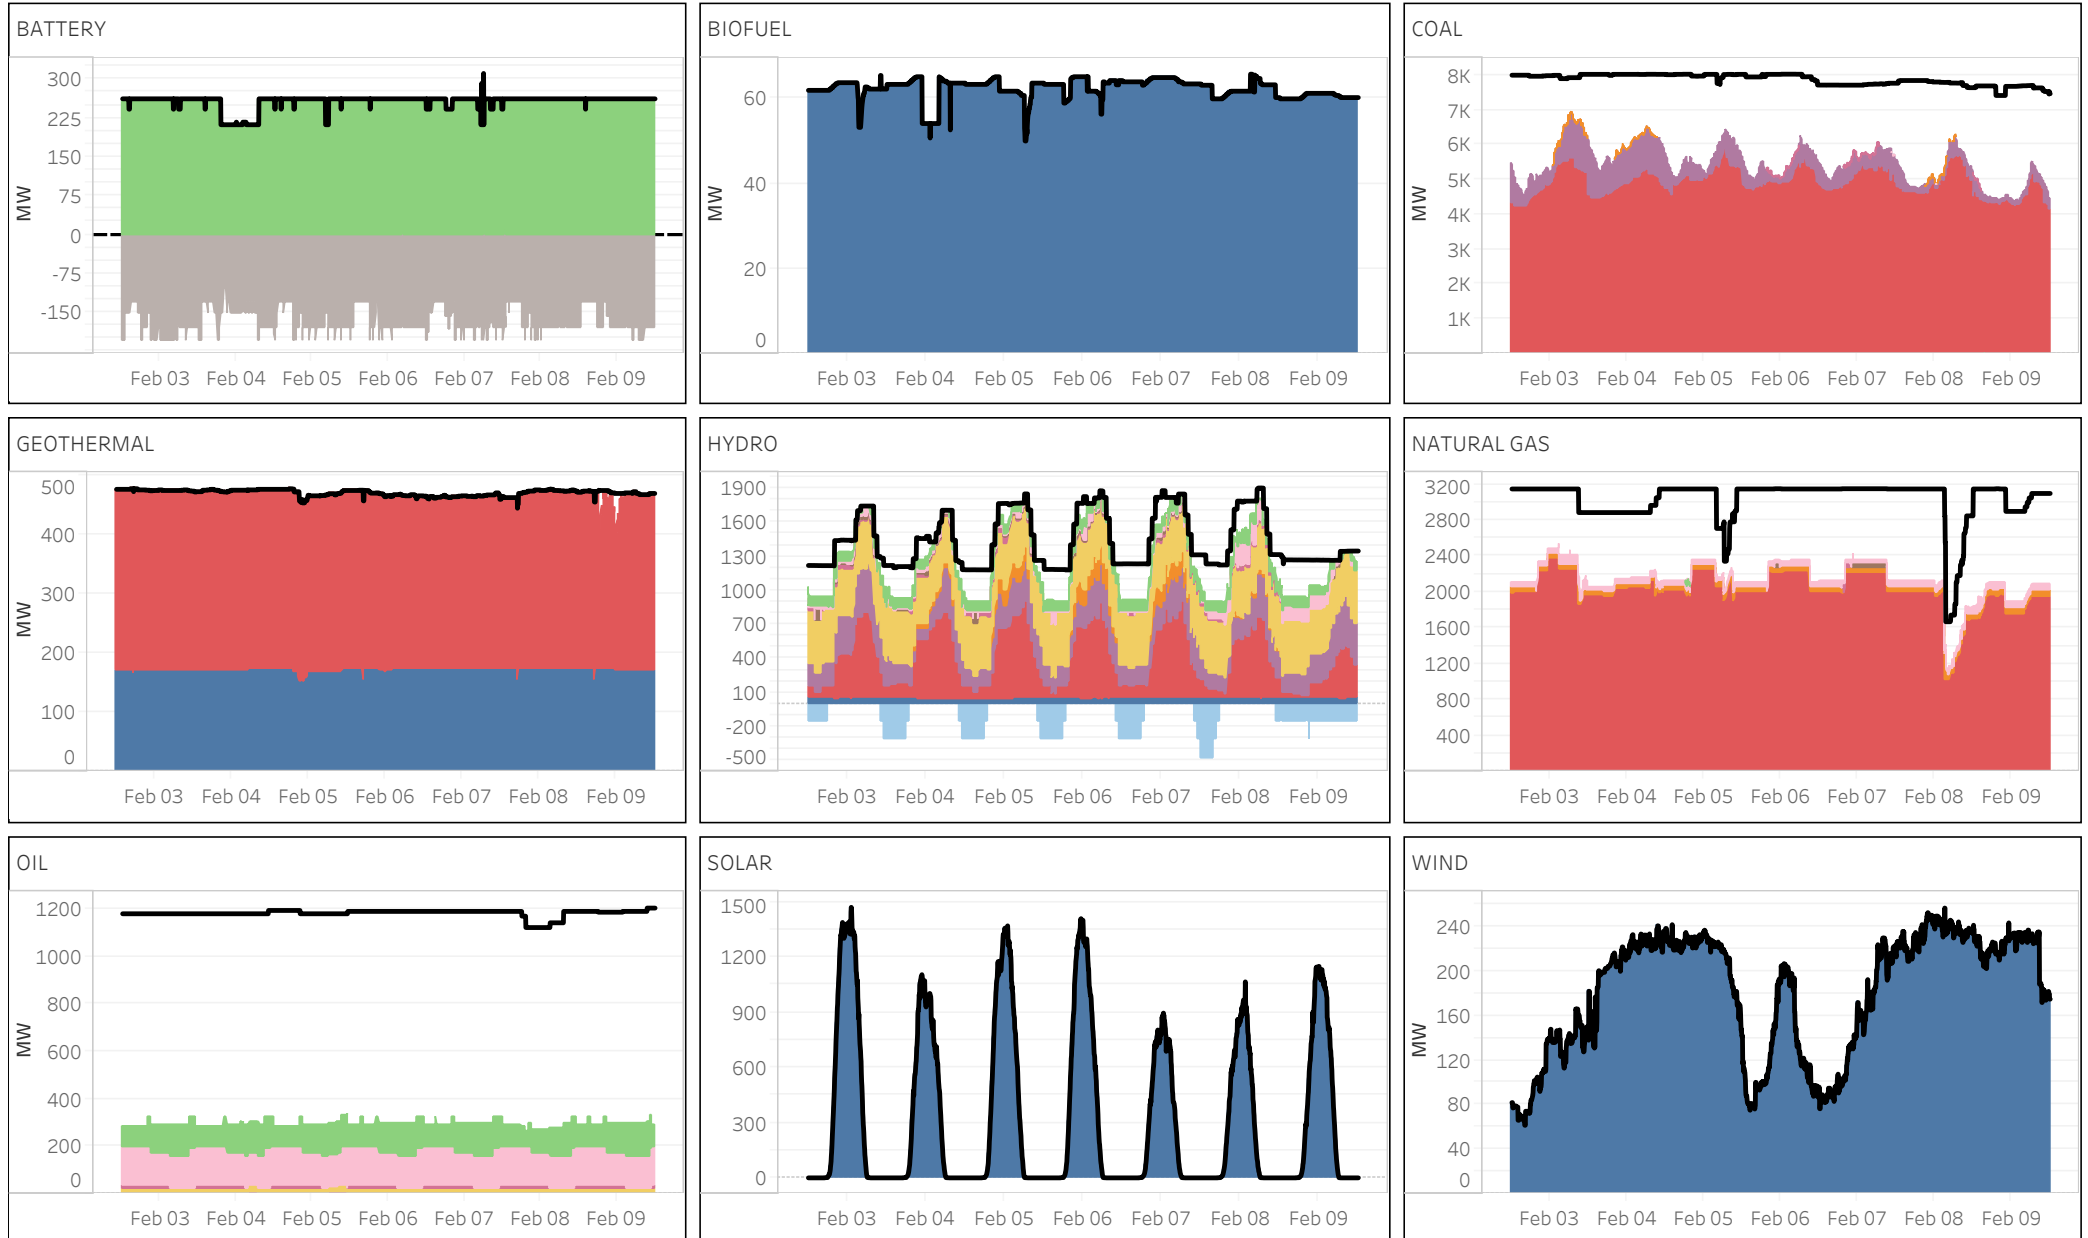 BATTERY
MW
300
225
150
75
0
-75
-150
Feb 03 Feb 04 Feb 05 Feb 06 Feb 07 Feb 08 Feb 09
BIOFUEL
MW
60
40
20
0
Feb 03 Feb 04 Feb 05 Feb 06 Feb 07 Feb 08 Feb 09
COAL
MW
8K
7K
6K
5K
4K
3K
2K
1K
Feb 03 Feb 04 Feb 05 Feb 06 Feb 07 Feb 08 Feb 09
GEOTHERMAL
MW
500
400
300
200
100
0
Feb 03 Feb 04 Feb 05 Feb 06 Feb 07 Feb 08 Feb 09
HYDRO
MW
1900
1600
1300
1000
700
400
100
-200
-500
Feb 03 Feb 04 Feb 05 Feb 06 Feb 07 Feb 08 Feb 09
NATURAL GAS
MW
3200
2800
2400
2000
1600
1200
800
400
Feb 03 Feb 04 Feb 05 Feb 06 Feb 07 Feb 08 Feb 09
OIL
MW
1200
1000
800
600
400
200
0
Feb 03 Feb 04 Feb 05 Feb 06 Feb 07 Feb 08 Feb 09
SOLAR
MW
1500
1200
900
600
300
0
Feb 03 Feb 04 Feb 05 Feb 06 Feb 07 Feb 08 Feb 09
WIND
MW
240
200
160
120
80
40
0
Feb 03 Feb 04 Feb 05 Feb 06 Feb 07 Feb 08 Feb 09